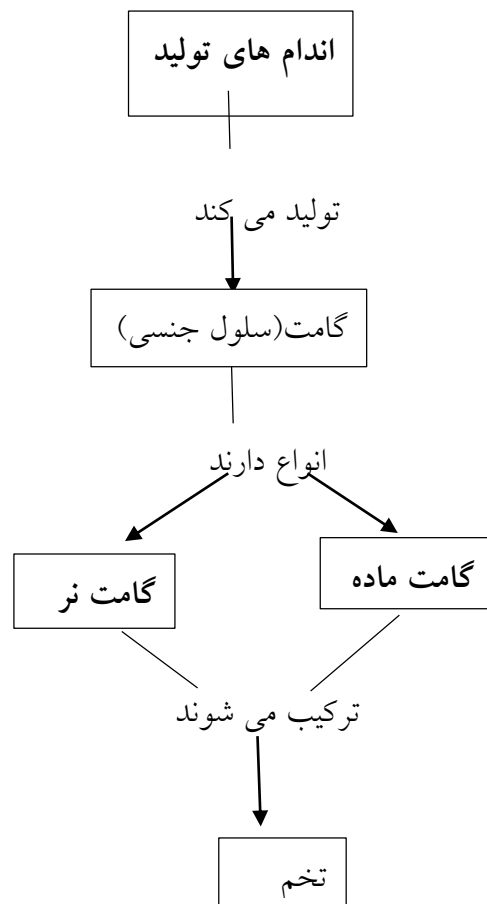 اندام های تولید
تولید می کند
گامت(سلول جنسی)
انواع دارند
گامت ماده
گامت نر
ترکیب می شوند
تخم